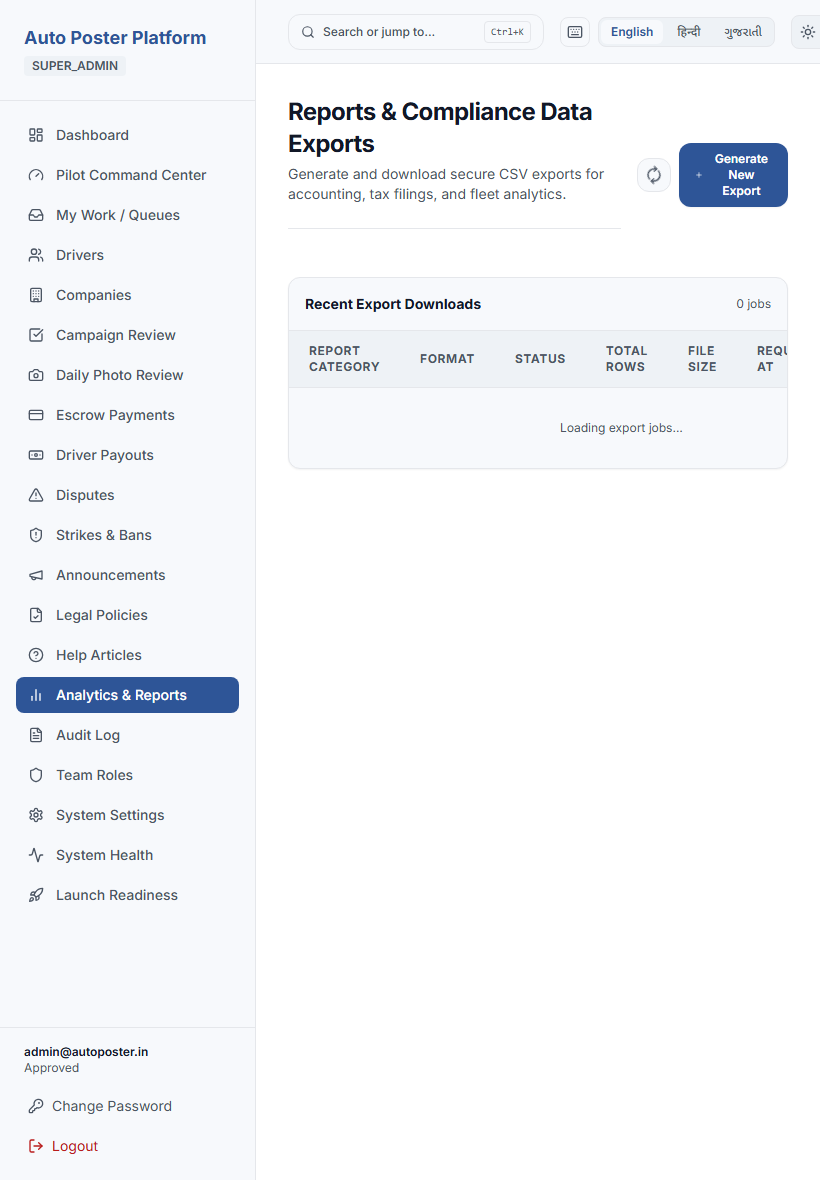 Auto Poster Platform
SUPER_ADMIN
Dashboard
Pilot Command Center
My Work / Queues
Drivers
Companies
Campaign Review
Daily Photo Review
Escrow Payments
Driver Payouts
Disputes
Strikes & Bans
Announcements
Legal Policies
Help Articles
Analytics & Reports
Audit Log
Team Roles
System Settings
System Health
Launch Readiness
admin@autoposter.in
Approved
Change Password
Logout
Search or jump to... Ctrl+K English हिन्दी ગુજરાતી
Reports & Compliance Data
Exports
Generate and download secure CSV exports for
accounting, tax filings, and fleet analytics.
+ Generate
New
Export
Recent Export Downloads 0 jobs
REPORT
CATEGORY
FORMAT
STATUS
TOTAL
ROWS
FILE
SIZE
REQU
AT
Loading export jobs...